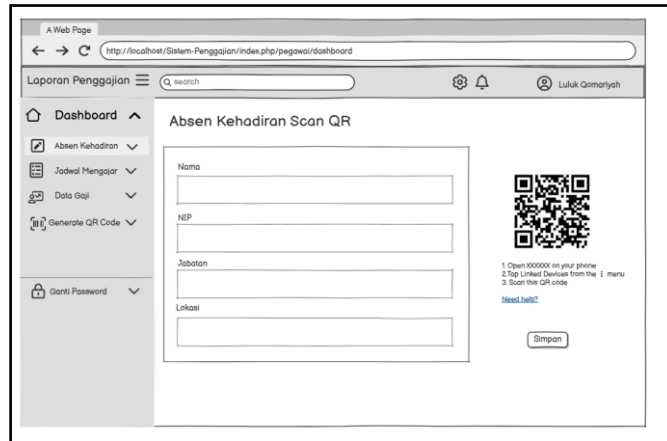 A Web Page
http://localhost/Sistem-Penggajian/index.php/pegawai/dashboard
Laporan Penggajian
search
Luluk Qomariyah
Dashboard
Absen Kehadiran
Jadwal Mengajar
Data Gaji
Generate QR Code
Ganti Password
Absen Kehadiran Scan QR
Nama
NIP
Jabatan
Lokasi
1. Open XXXXXX on your phone
2.Tap Linked Devices from the ⋮ menu
3. Scan this QR code
Need help?
Simpan